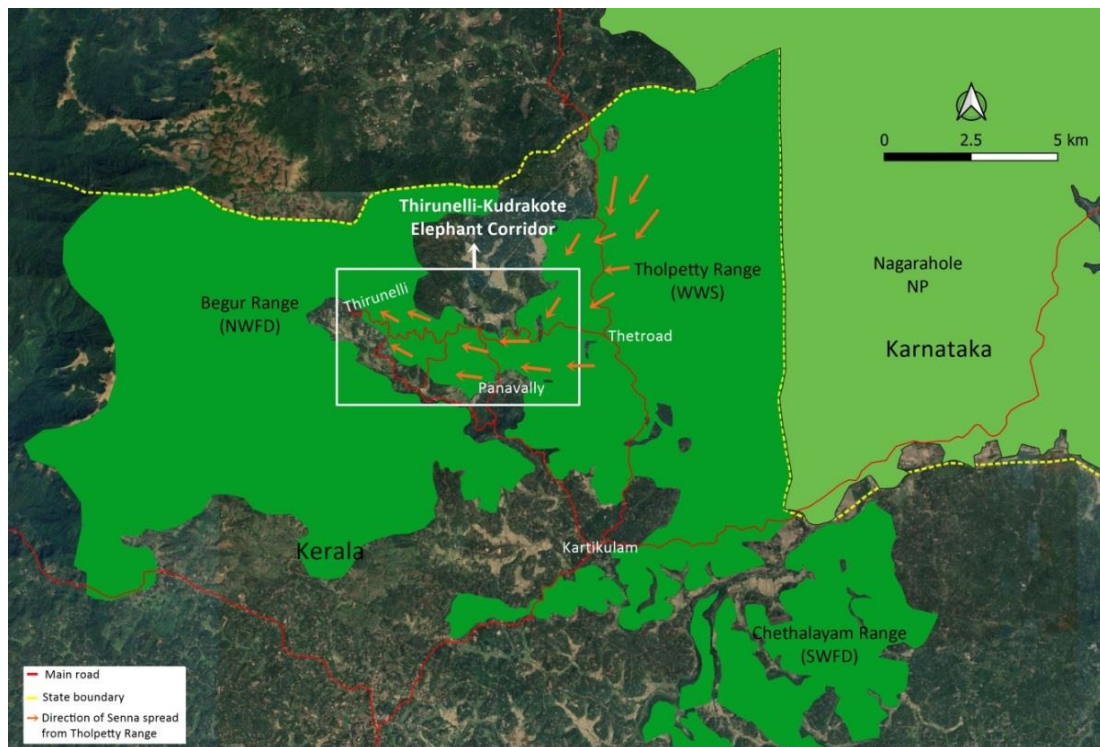 0 2.5 5 km
Thirunelli-Kudrakote
Elephant Corridor
Tholpetty Range
(WWS)
Nagarahole
NP
Begur Range
(NWFD)
Thirunelli
Thetroad
Karnataka
Panavally
Kerala
Kartikulam
Chethalayam Range
(SWFD)
Main road
State boundary
Direction of Senna spread
from Tholpetty Range